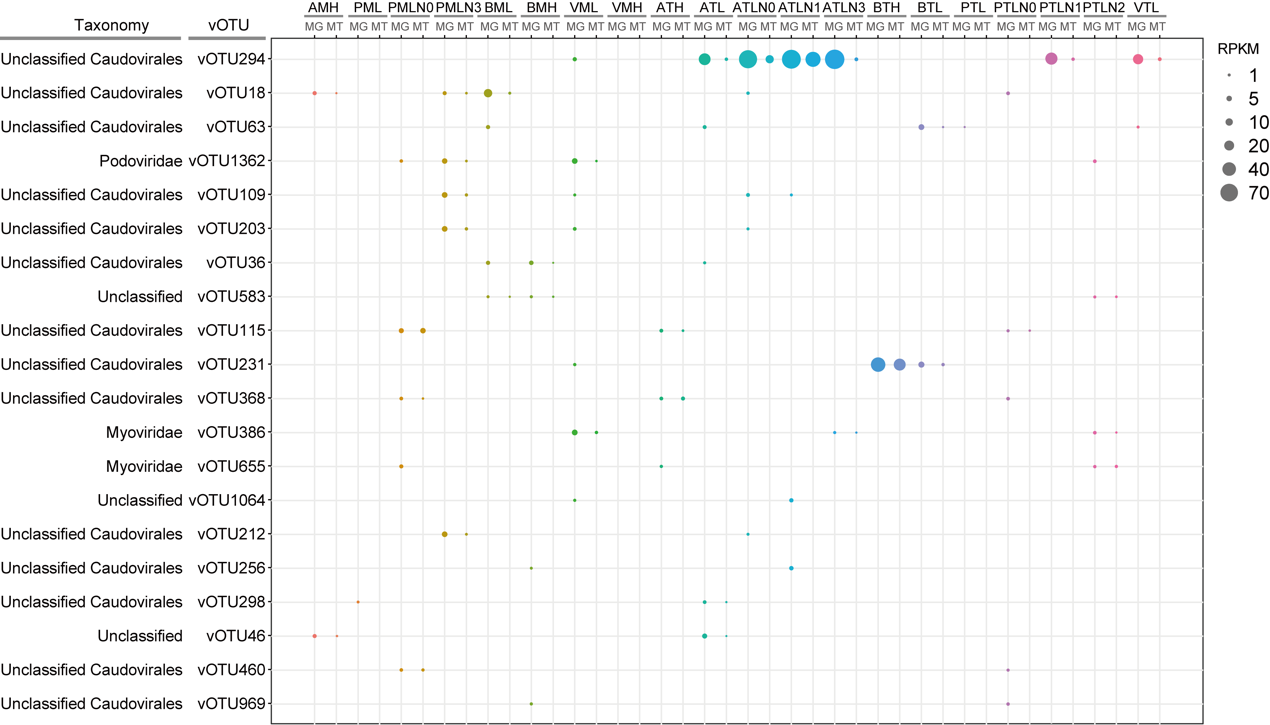 AMH PML PMLN0 PMLN3 BML BMH VML VMH ATH ATL ATLN0 ATLN1 ATLN3 BTH BTL PTL PTLN0 PTLN1 PTLN2 VTL
Taxonomy vOTU MG MT MG MT MG MT MG MT MG MT MG MT MG MT MG MT MG MT MG MT MG MT MG MT MG MT MG MT MG MT MG MT MG MT MG MT MG MT MG MT
Unclassified Caudovirales vOTU294
Unclassified Caudovirales vOTU18
Unclassified Caudovirales vOTU63
Podoviridae vOTU1362
Unclassified Caudovirales vOTU109
Unclassified Caudovirales vOTU203
Unclassified Caudovirales vOTU36
Unclassified vOTU583
Unclassified Caudovirales vOTU115
Unclassified Caudovirales vOTU231
Unclassified Caudovirales vOTU368
Myoviridae vOTU386
Myoviridae vOTU655
Unclassified vOTU1064
Unclassified Caudovirales vOTU212
Unclassified Caudovirales vOTU256
Unclassified Caudovirales vOTU298
Unclassified vOTU46
Unclassified Caudovirales vOTU460
Unclassified Caudovirales vOTU969
RPKM
1
5
10
20
40
70